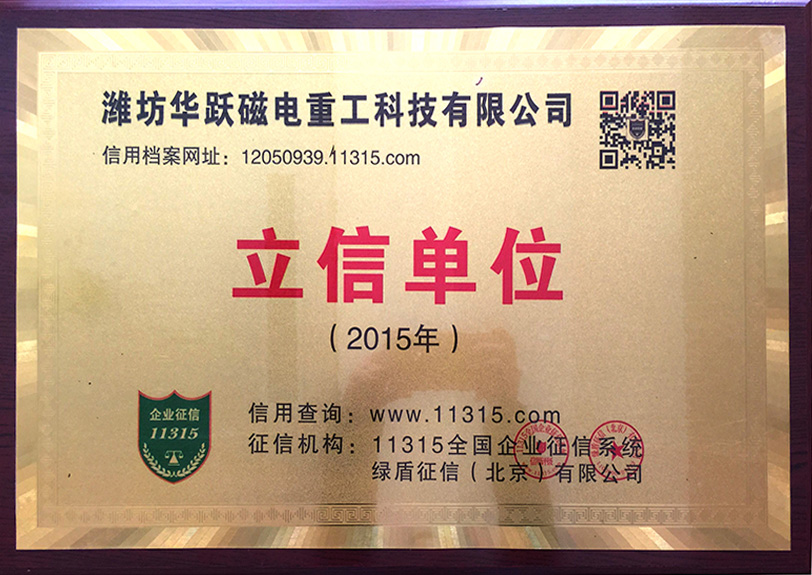 潍坊华跃磁电重工科技有限公司
信用档案网址：12050939.11315.com
立信单位
（2015年）
企业征信
11315
信用查询：www.11315.com
征信机构：11315全国企业征信系统
绿盾征信（北京）有限公司